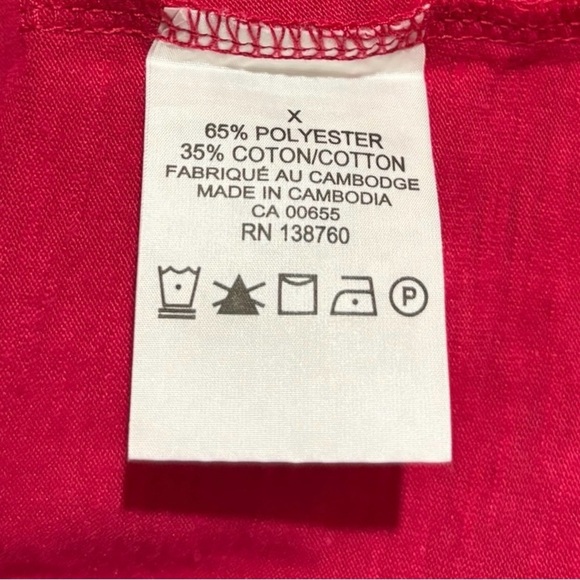 X
65% POLYESTER
35% COTON/COTTON
FABRIQUÉ AU CAMBODGE
MADE IN CAMBODIA
CA 00655
RN 138760
P